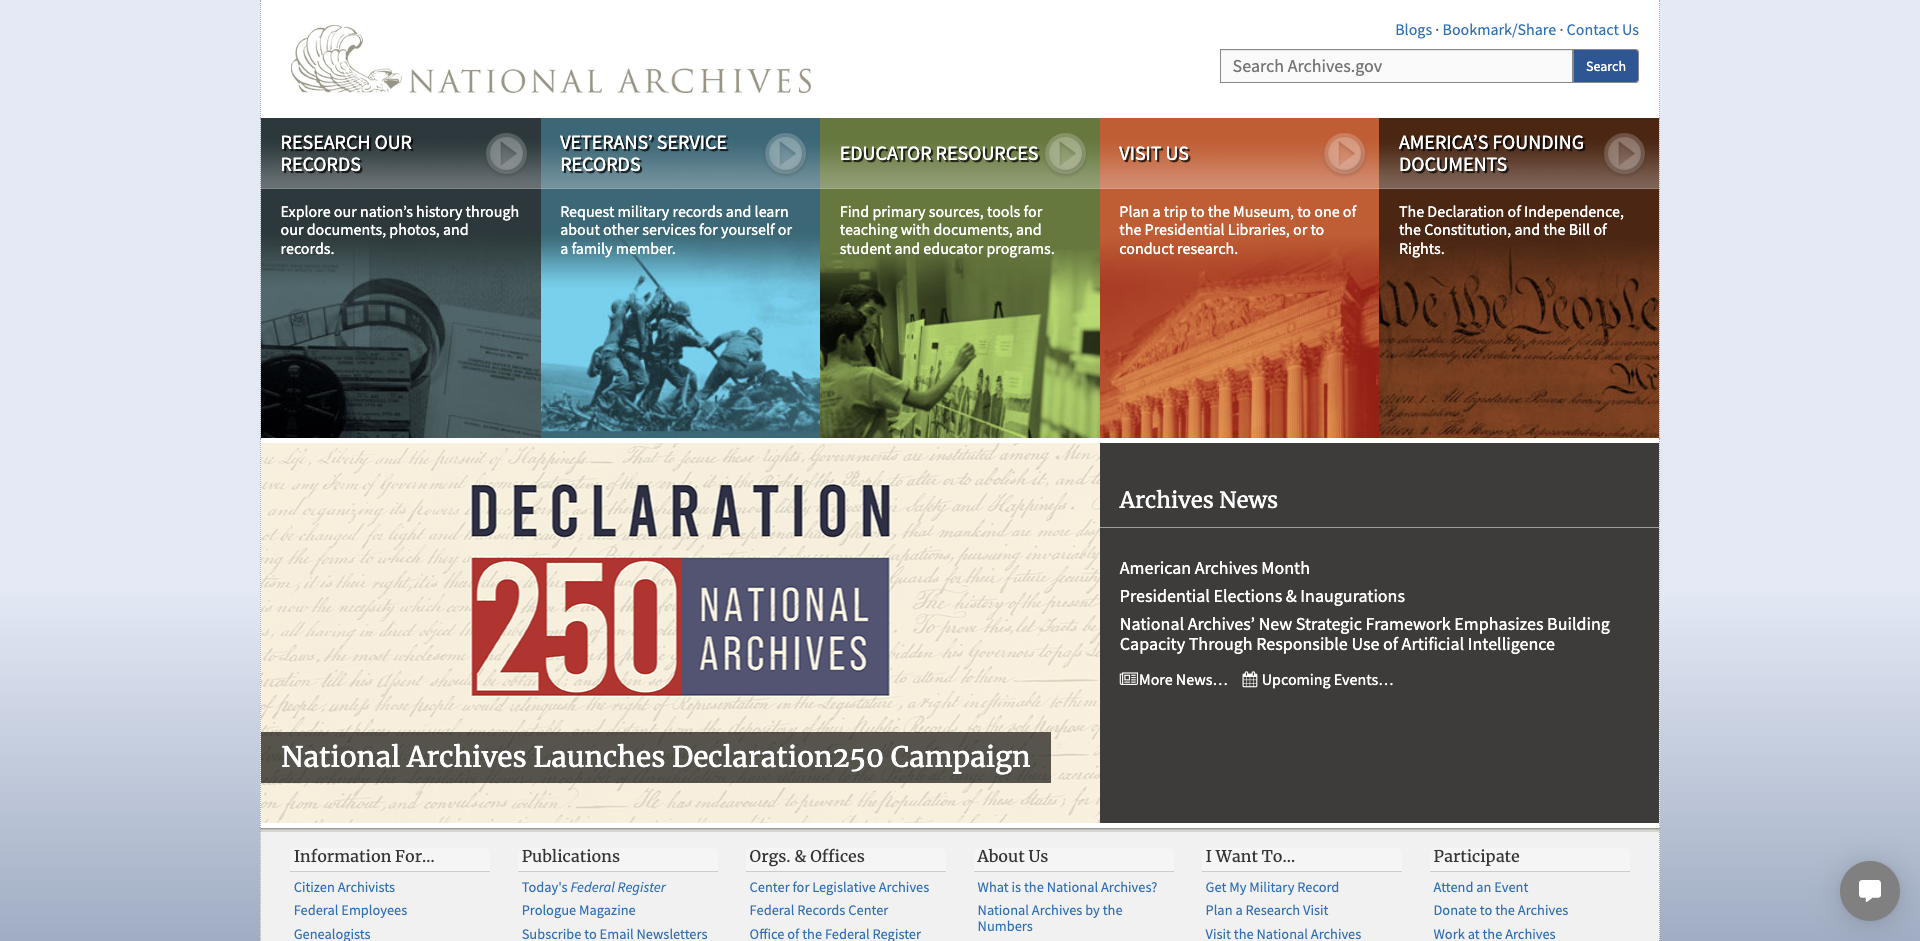 Blogs · Bookmark/Share · Contact Us
NATIONAL ARCHIVES
Search Archives.gov
Search
RESEARCH OUR
RECORDS
Explore our nation’s history through
our documents, photos, and
records.
VETERANS’ SERVICE
RECORDS
Request military records and learn
about other services for yourself or
a family member.
EDUCATOR RESOURCES
Find primary sources, tools for
teaching with documents, and
student and educator programs.
VISIT US
Plan a trip to the Museum, to one of
the Presidential Libraries, or to
conduct research.
AMERICA’S FOUNDING
DOCUMENTS
The Declaration of Independence,
the Constitution, and the Bill of
Rights.
We the People
DECLARATION
250
NATIONAL
ARCHIVES
National Archives Launches Declaration250 Campaign
Archives News
American Archives Month
Presidential Elections & Inaugurations
National Archives’ New Strategic Framework Emphasizes Building
Capacity Through Responsible Use of Artificial Intelligence
More News…
Upcoming Events…
Information For…
Citizen Archivists
Federal Employees
Genealogists
Publications
Today's Federal Register
Prologue Magazine
Subscribe to Email Newsletters
Orgs. & Offices
Center for Legislative Archives
Federal Records Center
Office of the Federal Register
About Us
What is the National Archives?
National Archives by the
Numbers
I Want To…
Get My Military Record
Plan a Research Visit
Visit the National Archives
Participate
Attend an Event
Donate to the Archives
Work at the Archives